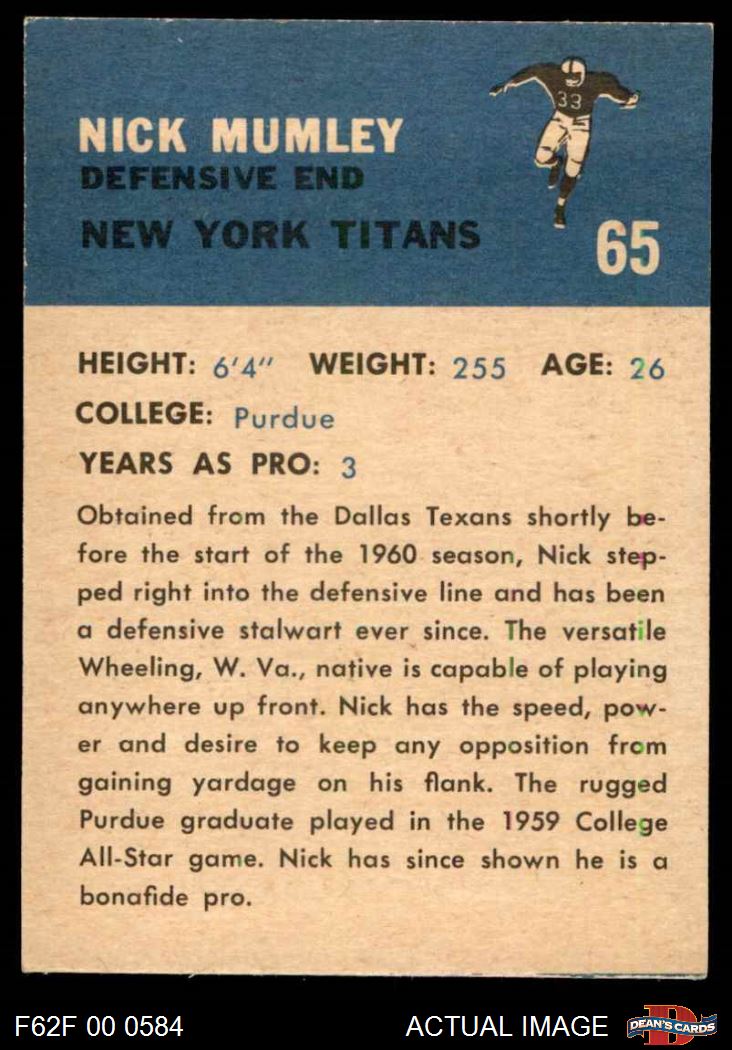 33
NICK MUMLEY
DEFENSIVE END
NEW YORK TITANS
65
HEIGHT: 6'4" WEIGHT: 255 AGE: 26
COLLEGE: Purdue
YEARS AS PRO: 3
Obtained from the Dallas Texans shortly be-
fore the start of the 1960 season, Nick step-
ped right into the defensive line and has been
a defensive stalwart ever since. The versatile
Wheeling, W. Va., native is capable of playing
anywhere up front. Nick has the speed, pow-
er and desire to keep any opposition from
gaining yardage on his flank. The rugged
Purdue graduate played in the 1959 College
All-Star game. Nick has since shown he is a
bonafide pro.
F62F 00 0584 ACTUAL IMAGE D DEAN'S CARDS